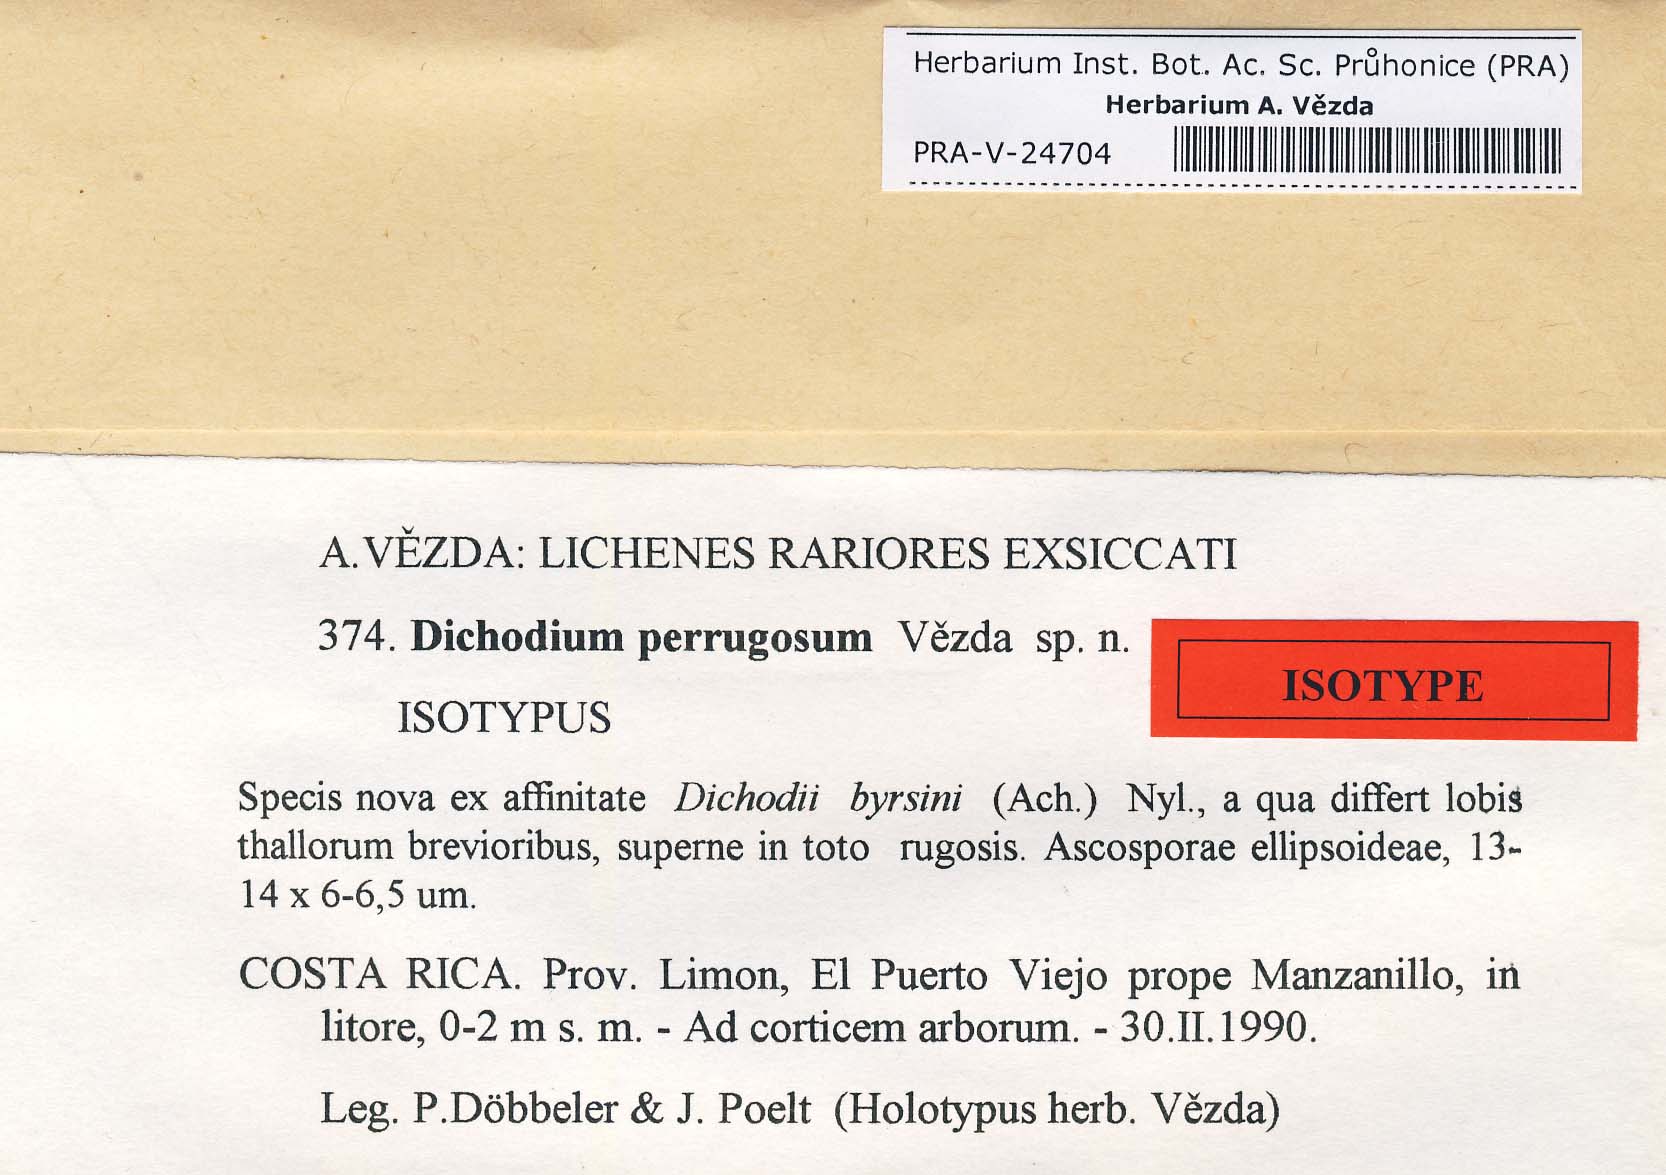 Herbarium Inst. Bot. Ac. Sc. Průhonice (PRA)
Herbarium A. Vězda
PRA-V-24704
A.VĚZDA: LICHENES RARIORES EXSICCATI
374. Dichodium perrugosum Vězda sp. n.
ISOTYPE
ISOTYPUS
Specis nova ex affinitate Dichodii byrsini (Ach.) Nyl., a qua differt lobis
thallorum brevioribus, superne in toto rugosis. Ascosporae ellipsoideae, 13-
14 x 6-6,5 um.
COSTA RICA. Prov. Limon, El Puerto Viejo prope Manzanillo, in
litore, 0-2 m s. m. - Ad corticem arborum. - 30.II.1990.
Leg. P.Döbbeler & J. Poelt (Holotypus herb. Vězda)